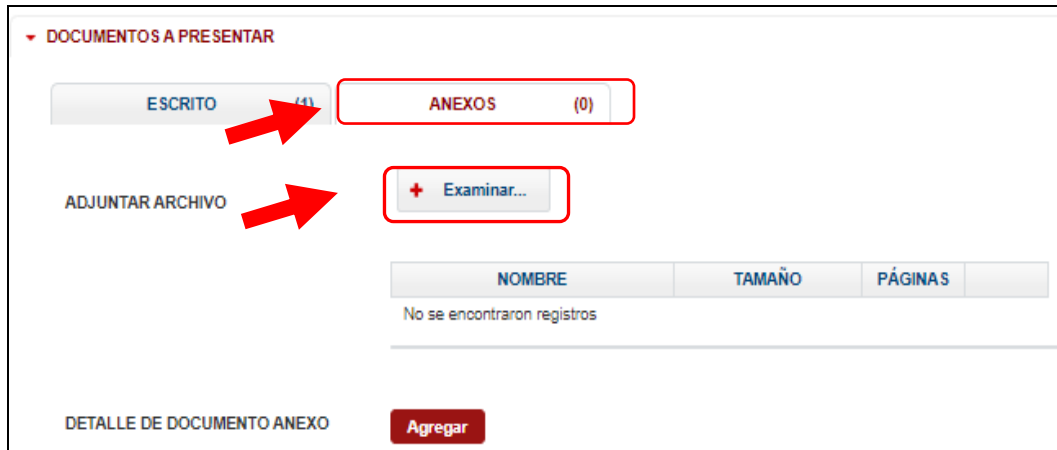 DOCUMENTOS A PRESENTAR
ESCRITO (1) ANEXOS (0)
ADJUNTAR ARCHIVO + Examinar...
NOMBRE TAMAÑO PÁGINAS
No se encontraron registros
DETALLE DE DOCUMENTO ANEXO Agregar